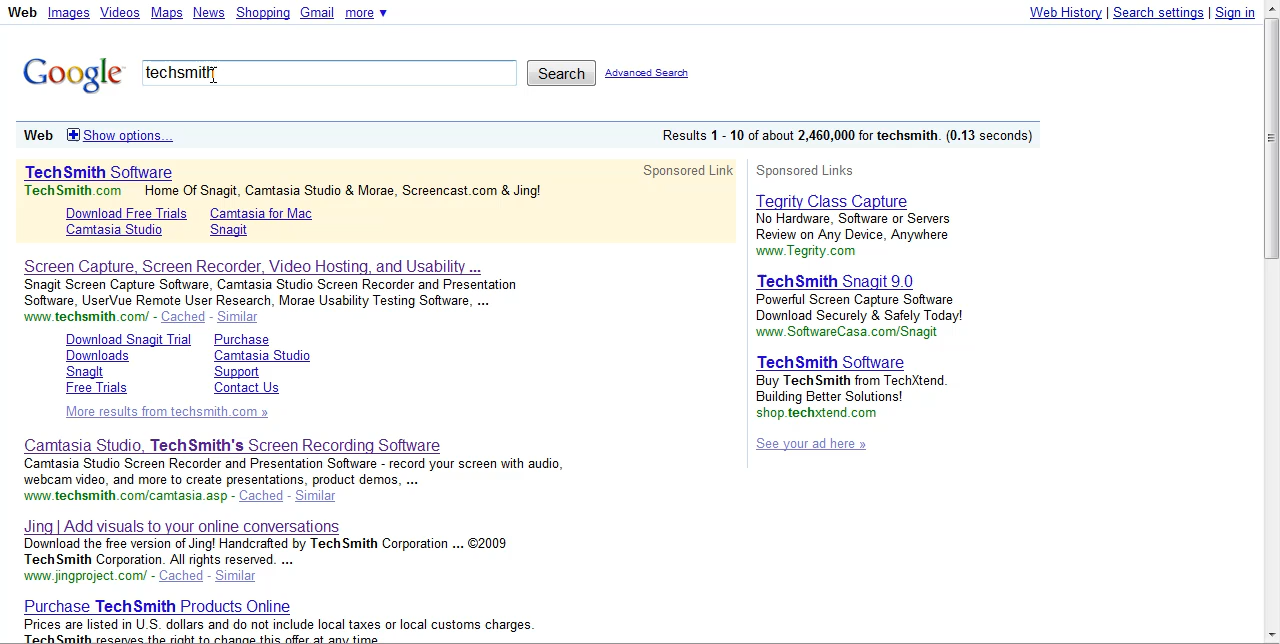 Web Images Videos Maps News Shopping Gmail more ▼
Web History | Search settings | Sign in
Google™ techsmith Search Advanced Search
Web Show options... Results 1 - 10 of about 2,460,000 for techsmith. (0.13 seconds)
TechSmith Software Sponsored Link
TechSmith.com Home Of Snagit, Camtasia Studio & Morae, Screencast.com & Jing!
Download Free Trials Camtasia for Mac
Camtasia Studio Snagit
Screen Capture, Screen Recorder, Video Hosting, and Usability ...
Snagit Screen Capture Software, Camtasia Studio Screen Recorder and Presentation
Software, UserVue Remote User Research, Morae Usability Testing Software, ...
www.techsmith.com/ - Cached - Similar
Download Snagit Trial Purchase
Downloads Camtasia Studio
SnagIt Support
Free Trials Contact Us
More results from techsmith.com »
Camtasia Studio, TechSmith's Screen Recording Software
Camtasia Studio Screen Recorder and Presentation Software - record your screen with audio,
webcam video, and more to create presentations, product demos, ...
www.techsmith.com/camtasia.asp - Cached - Similar
Jing | Add visuals to your online conversations
Download the free version of Jing! Handcrafted by TechSmith Corporation ... ©2009
TechSmith Corporation. All rights reserved. ...
www.jingproject.com/ - Cached - Similar
Purchase TechSmith Products Online
Prices are listed in U.S. dollars and do not include local taxes or local customs charges.
TechSmith reserves the right to change this offer at any time.
Sponsored Links
Tegrity Class Capture
No Hardware, Software or Servers
Review on Any Device, Anywhere
www.Tegrity.com
TechSmith Snagit 9.0
Powerful Screen Capture Software
Download Securely & Safely Today!
www.SoftwareCasa.com/Snagit
TechSmith Software
Buy TechSmith from TechXtend.
Building Better Solutions!
shop.techxtend.com
See your ad here »